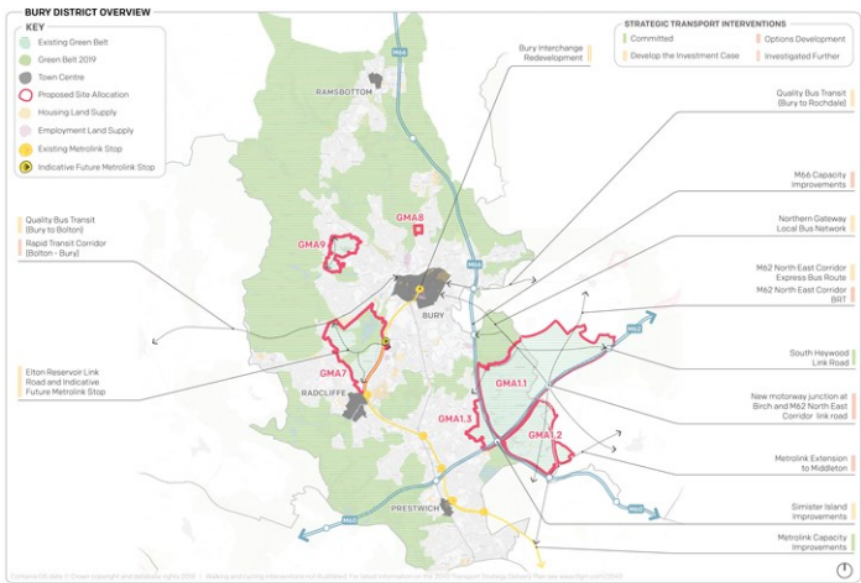 BURY DISTRICT OVERVIEW
KEY
Existing Green Belt
Green Belt 2019
Town Centre
Proposed Site Allocation
Housing Land Supply
Employment Land Supply
Existing Metrolink Stop
Indicative Future Metrolink Stop
STRATEGIC TRANSPORT INTERVENTIONS
Committed
Options Development
Develop the Investment Case
Investigated Further
Bury Interchange
Redevelopment
M66
RAMSBOTTOM
Quality Bus Transit
(Bury to Rochdale)
M66 Capacity
Improvements
Northern Gateway
Local Bus Network
M62 North East Corridor
Express Bus Route
M62 North East Corridor
BRT
South Heywood
Link Road
New motorway junction at
Birch and M62 North East
Corridor link road
Metrolink Extension
to Middleton
Simister Island
Improvements
Metrolink Capacity
Improvements
Quality Bus Transit
(Bury to Bolton)
Rapid Transit Corridor
(Bolton - Bury)
Elton Reservoir Link
Road and Indicative
Future Metrolink Stop
GMA8
GMA9
M66
BURY
M62
GMA7
RADCLIFFE
GMA1.1
GMA1.3
GMA1.2
PRESTWICH
M60
M60